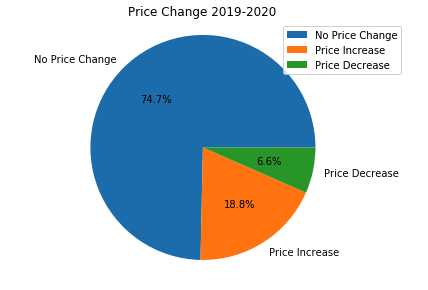 Price Change 2019-2020
No Price Change
Price Increase
Price Decrease
No Price Change
74.7%
6.6%
Price Decrease
18.8%
Price Increase